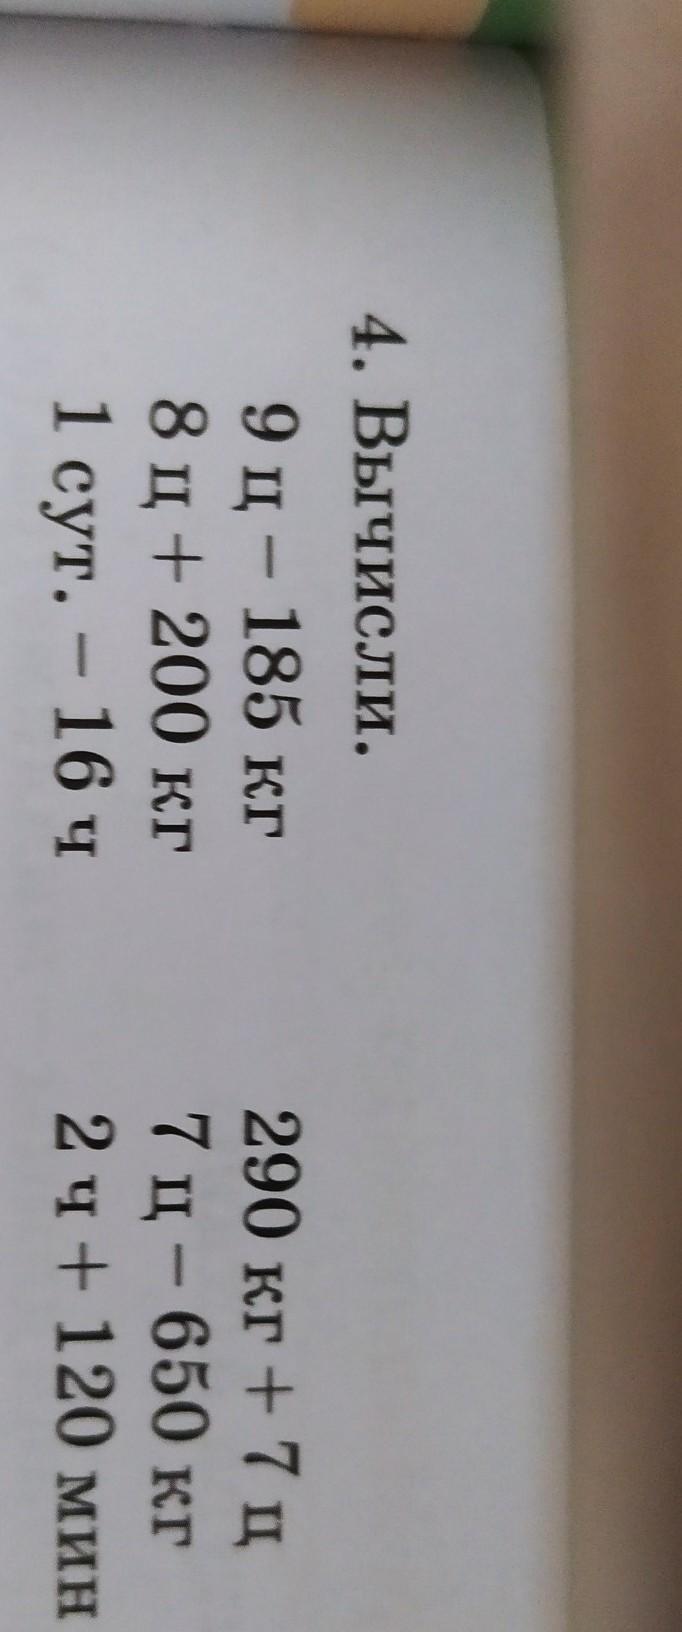 4. Вычисли.
9 ц – 185 кг 290 кг + 7 ц
8 ц + 200 кг 7 ц – 650 кг
1 сут. – 16 ч 2 ч + 120 мин